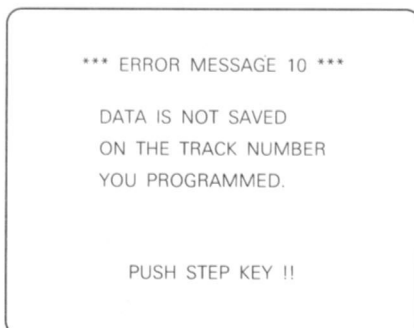 *** ERROR MESSAGE 10 ***
DATA IS NOT SAVED
ON THE TRACK NUMBER
YOU PROGRAMMED.
PUSH STEP KEY !!